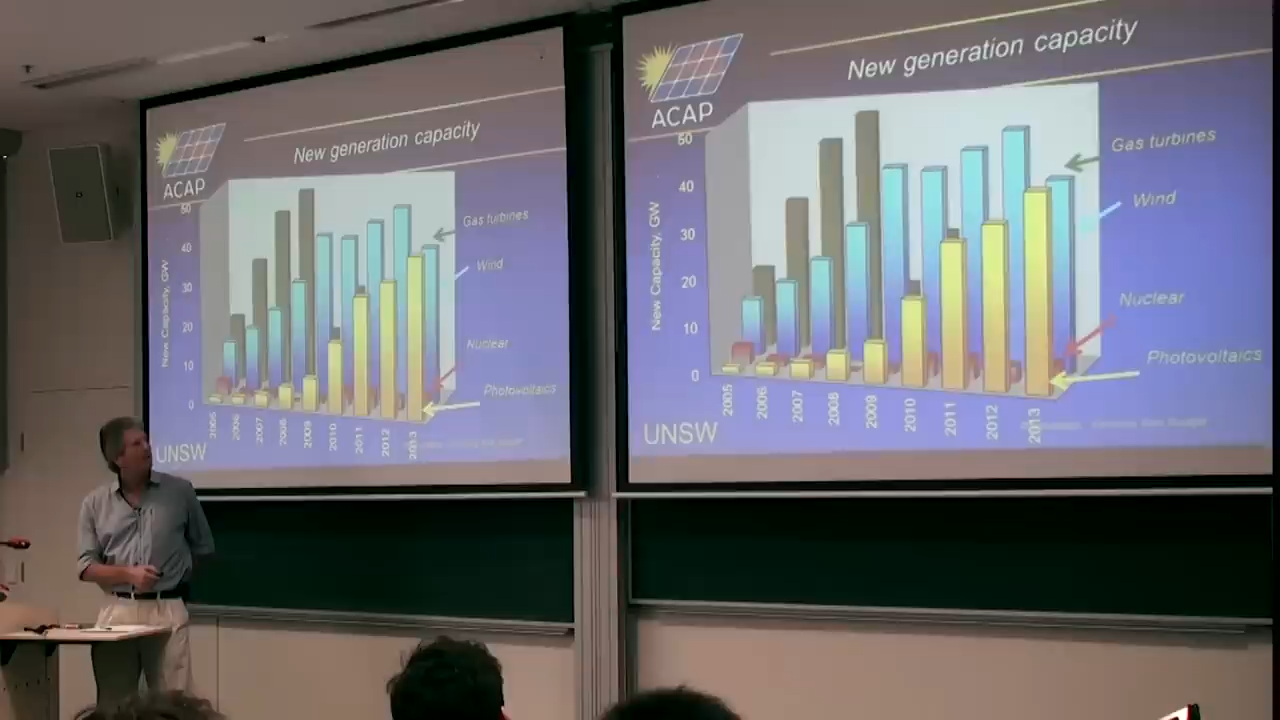 ACAP
New generation capacity
50
40
30
20
10
0
New Capacity, GW
Gas turbines
Wind
Nuclear
Photovoltaics
2005
2006
2007
2008
2009
2010
2011
2012
2013
UNSW
ACAP
New generation capacity
50
40
30
20
10
0
New Capacity, GW
Gas turbines
Wind
Nuclear
Photovoltaics
2005
2006
2007
2008
2009
2010
2011
2012
2013
UNSW